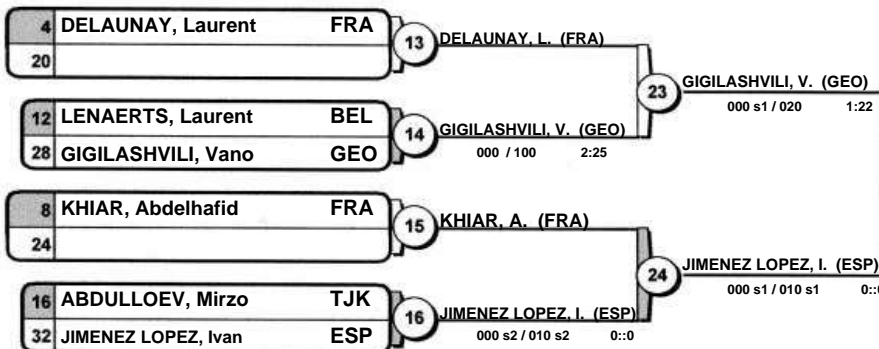 4 DELAUNAY, Laurent FRA
20
13 DELAUNAY, L. (FRA)
23 GIGILASHVILI, V. (GEO)
000 s1 / 020 1:22
12 LENAERTS, Laurent BEL
28 GIGILASHVILI, Vano GEO
14 GIGILASHVILI, V. (GEO)
000 / 100 2:25
8 KHIAR, Abdelhafid FRA
24
15 KHIAR, A. (FRA)
24 JIMENEZ LOPEZ, I. (ESP)
000 s1 / 010 s1
16 ABDULLOEV, Mirzo TJK
32 JIMENEZ LOPEZ, Ivan ESP
16 JIMENEZ LOPEZ, I. (ESP)
000 s2 / 010 s2 0::0